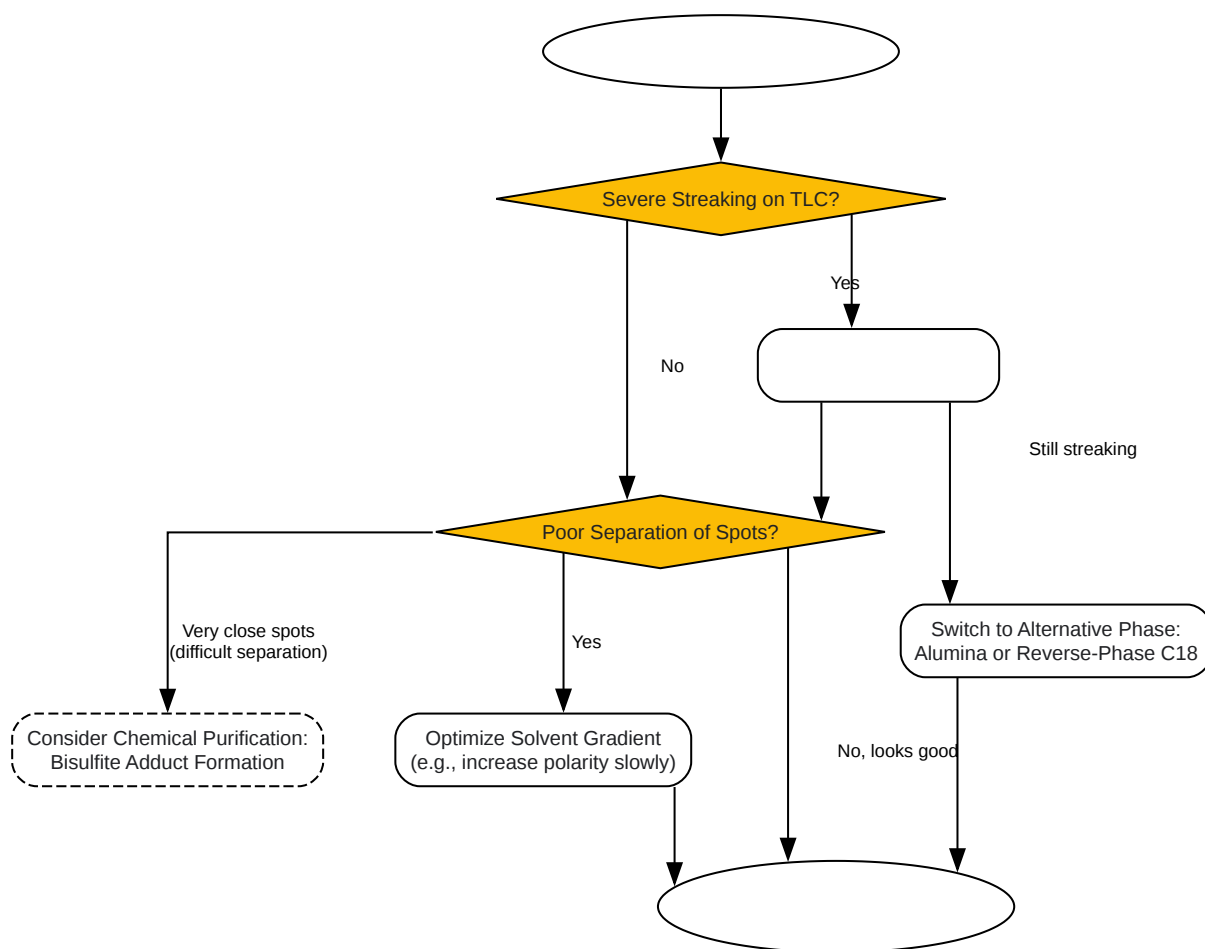 Severe Streaking on TLC?
Yes
No
Still streaking
Poor Separation of Spots?
Very close spots
(difficult separation)
Yes
Switch to Alternative Phase:
Alumina or Reverse-Phase C18
Consider Chemical Purification:
Bisulfite Adduct Formation
Optimize Solvent Gradient
(e.g., increase polarity slowly)
No, looks good